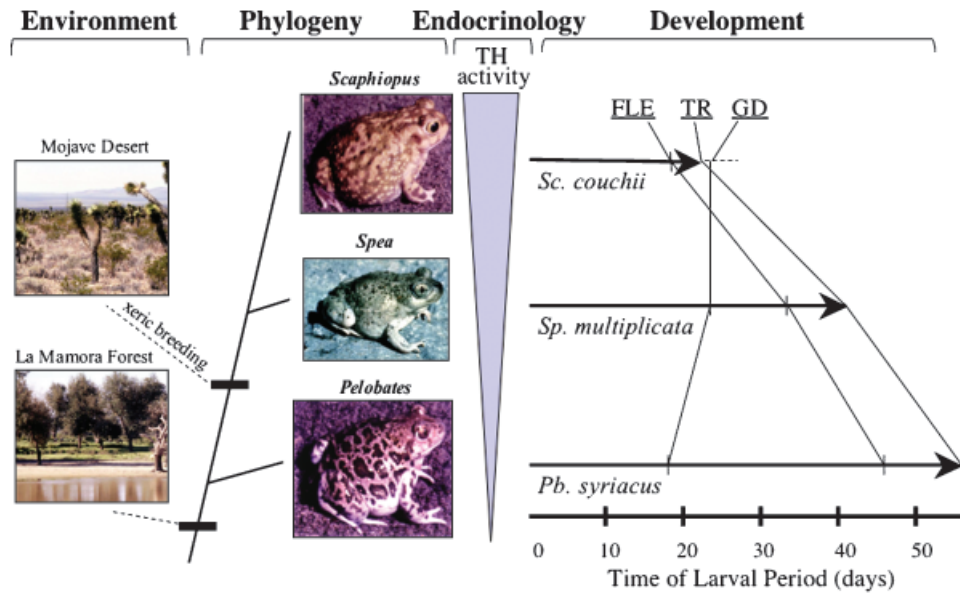 Environment
Phylogeny
Endocrinology
Development
TH
activity
Scaphiopus
FLE TR GD
Mojave Desert
Sc. couchii
Spea
xeric breeding
Sp. multiplicata
La Mamora Forest
Pelobates
Pb. syriacus
0 10 20 30 40 50
Time of Larval Period (days)